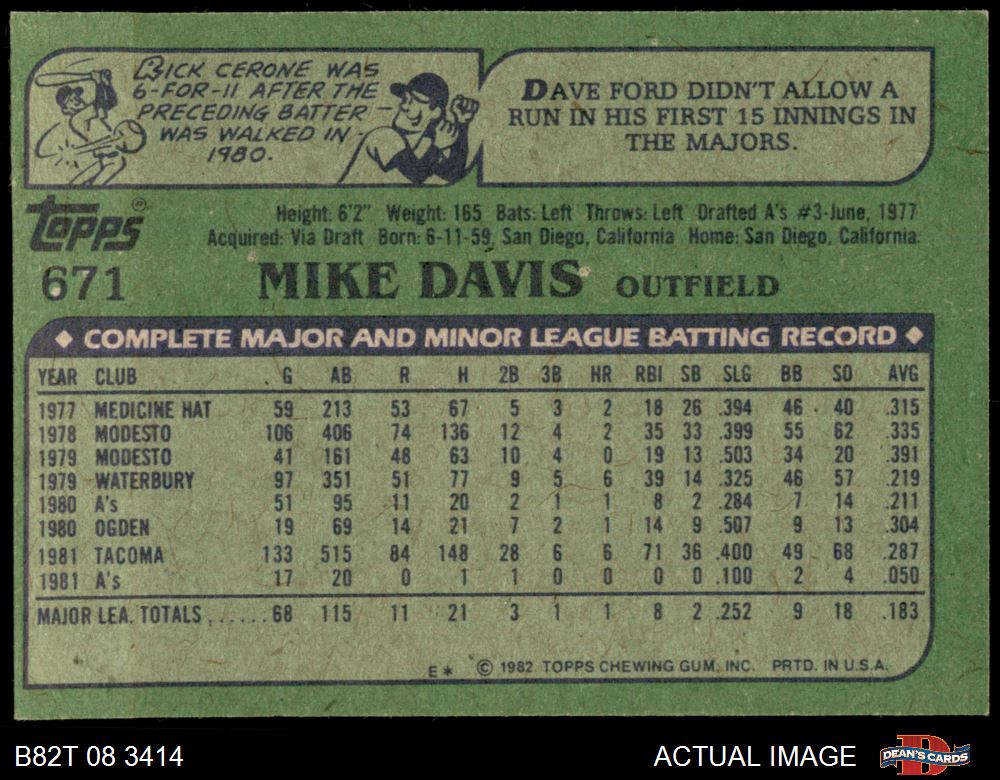 RICK CERONE WAS
6-FOR-11 AFTER THE
PRECEDING BATTER
WAS WALKED IN
1980.
DAVE FORD DIDN'T ALLOW A
RUN IN HIS FIRST 15 INNINGS IN
THE MAJORS.
Topps®
Height: 6'2" Weight: 165 Bats: Left Throws: Left Drafted A's #3-June, 1977
Acquired: Via Draft Born: 6-11-59, San Diego, California Home: San Diego, California
671 MIKE DAVIS OUTFIELD
◆ COMPLETE MAJOR AND MINOR LEAGUE BATTING RECORD ◆
YEAR CLUB G AB R H 2B 3B HR RBI SB SLG BB SO AVG
1977 MEDICINE HAT 59 213 53 67 5 3 2 18 26 .394 46 40 .315
1978 MODESTO 106 406 74 136 12 4 2 35 33 .399 55 62 .335
1979 MODESTO 41 161 48 63 10 4 0 19 13 .503 34 20 .391
1979 WATERBURY 97 351 51 77 9 5 6 39 14 .325 46 57 .219
1980 A's 51 95 11 20 2 1 1 8 2 .284 7 14 .211
1980 OGDEN 19 69 14 21 7 2 1 14 9 .507 9 13 .304
1981 TACOMA 133 515 84 148 28 6 6 71 36 .400 49 68 .287
1981 A's 17 20 0 1 1 0 0 0 0 .100 2 4 .050
MAJOR LEA. TOTALS ....... 68 115 11 21 3 1 1 8 2 .252 9 18 .183
E* © 1982 TOPPS CHEWING GUM, INC. PRTD. IN U.S.A.
B82T 08 3414 ACTUAL IMAGE DEAN'S CARDS